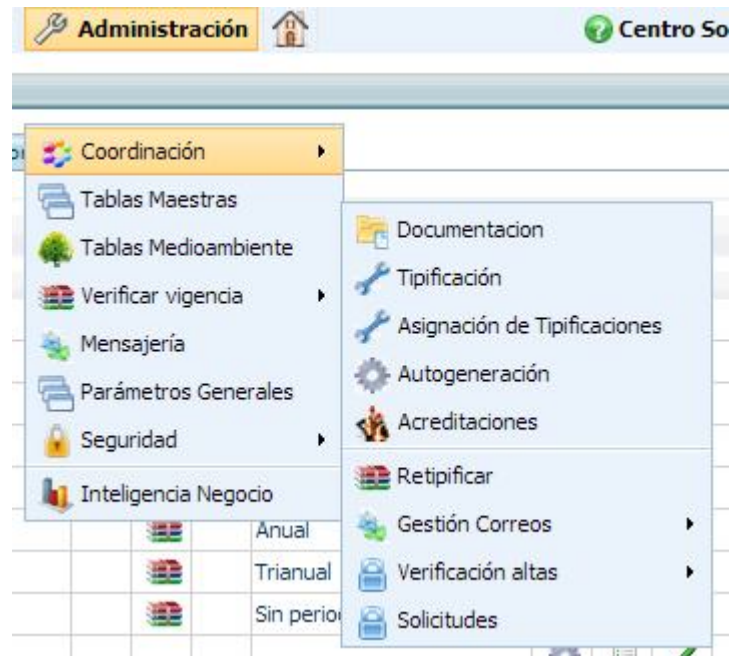 Administración
Centro So
Coordinación
Tablas Maestras
Tablas Medioambiente
Verificar vigencia
Mensajería
Parámetros Generales
Seguridad
Inteligencia Negocio
Documentacion
Tipificación
Asignación de Tipificaciones
Autogeneración
Acreditaciones
Retipificar
Gestión Correos
Verificación altas
Solicitudes
Anual
Trianual
Sin perio